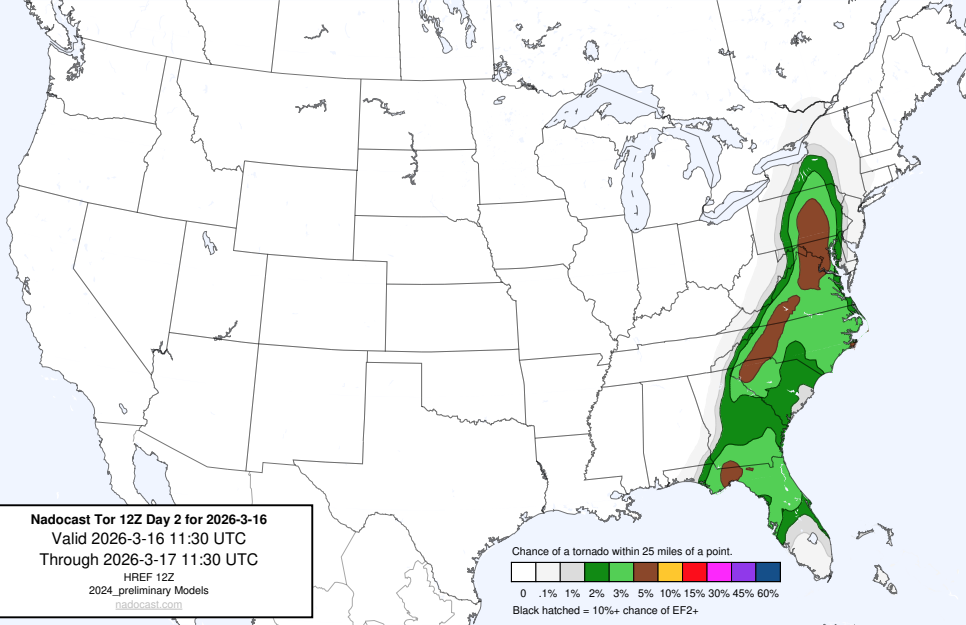 Nadocast Tor 12Z Day 2 for 2026-3-16
Valid 2026-3-16 11:30 UTC
Through 2026-3-17 11:30 UTC
HREF 12Z
2024_preliminary Models
nadocast.com
Chance of a tornado within 25 miles of a point.
0 .1% 1% 2% 3% 5% 10% 15% 30% 45% 60%
Black hatched = 10%+ chance of EF2+